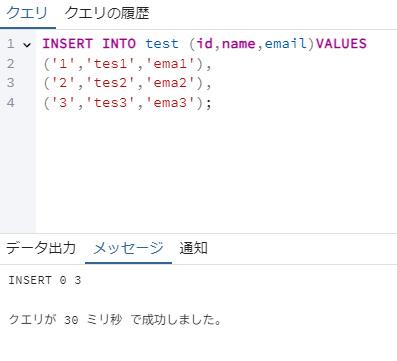 クエリ クエリの履歴
1 INSERT INTO test (id,name,email)VALUES
2 ('1','tes1','ema1'),
3 ('2','tes2','ema2'),
4 ('3','tes3','ema3');
データ出力 メッセージ 通知
INSERT 0 3
クエリが 30 ミリ秒 で成功しました。